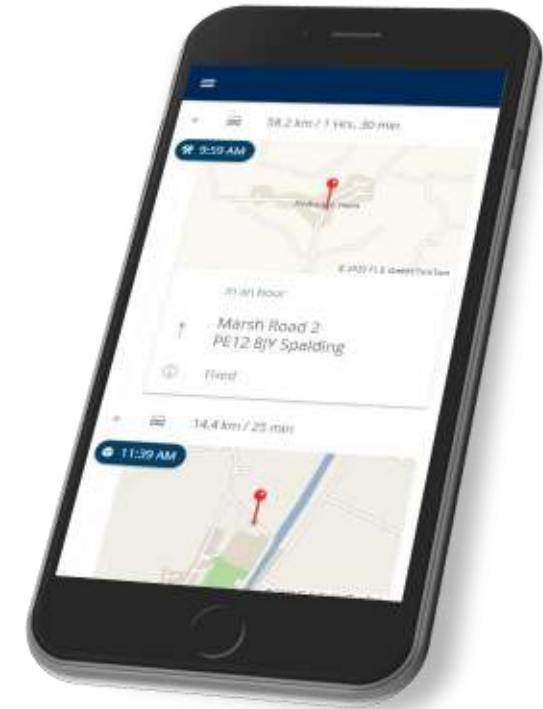 58.2 km / 1 Hrs, 30 min
9:59 AM
In an hour
Marsh Road 2
PE12 8JY Spalding
Fixed
14.4 km / 25 min
11:39 AM